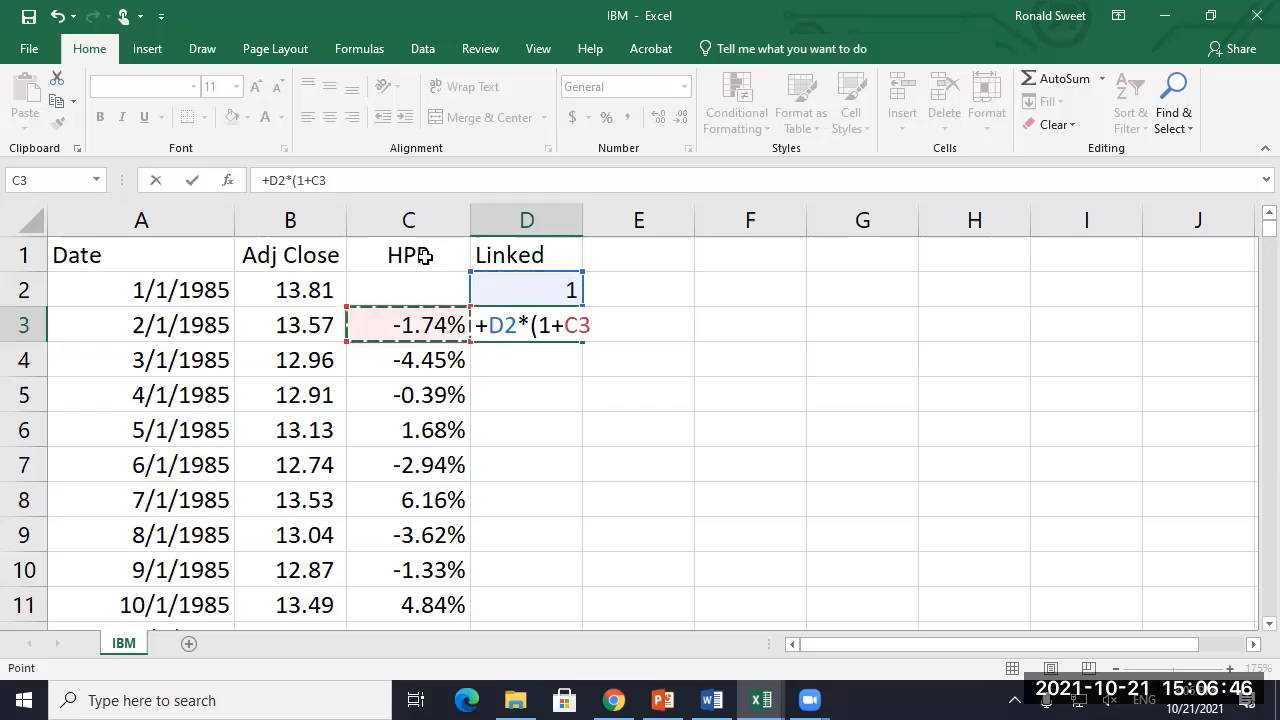 IBM - Excel
Ronald Sweet
File Home Insert Draw Page Layout Formulas Data Review View Help Acrobat Tell me what you want to do Share
Paste
11
B I U A
Wrap Text
Merge & Center
General
$ % ,
Conditional Formatting
Format as Table
Cell Styles
Insert Delete Format
AutoSum
Fill
Clear
Sort & Filter
Find & Select
Clipboard Font Alignment Number Styles Cells Editing
C3 fx +D2*(1+C3
A B C D E F G H I J
1 Date Adj Close HP Linked
2 1/1/1985 13.81 1
3 2/1/1985 13.57 -1.74% +D2*(1+C3
4 3/1/1985 12.96 -4.45%
5 4/1/1985 12.91 -0.39%
6 5/1/1985 13.13 1.68%
7 6/1/1985 12.74 -2.94%
8 7/1/1985 13.53 6.16%
9 8/1/1985 13.04 -3.62%
10 9/1/1985 12.87 -1.33%
11 10/1/1985 13.49 4.84%
IBM
Point 175%
Type here to search
2021-10-21 15:06:46
ENG
10/21/2021